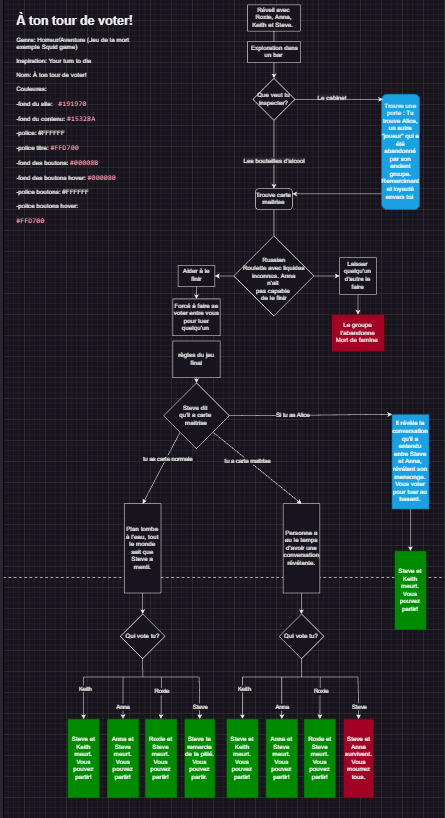 À ton tour de voter!
Genre: Horreur/Aventure (Jeu de la mort
exemple Squid game)
Inspiration: Your turn to die
Nom: À ton tour de voter!
Couleures:
-fond du site: #191970
-fond du contenu: #15328A
-police: #FFFFFF
-police titre: #FFD700
-fond des boutons: #00008B
-fond des boutons hover: #000080
-police boutons: #FFFFFF
-police boutons hover:
#FFD700
Réveil avec
Roxie, Anna,
Keith et Steve.
Exploration dans
un bar
Que veut tu
inspecter?
Le cabinet
Trouve une
porte : Tu
trouve Alice,
un autre
"joueur" qui a
été
abandonné
par son
ancien
groupe.
Remerciment
et loyauté
envers toi
Les bouteilles d'alcool
Trouve carte
maitrise
Russian
Roulette avec liquides
inconnus. Anna
n'ait
pas capable
de le finir
Aider à le
finir
Laisser
quelqu'un
d'autre le
faire
Forcé à faire se
voter entre vous
pour tuer
quelqu'un
Le groupe
t'abandonne
Mort de famine
règles du jeu
final
Steve dit
qu'il a carte
maitrise
Si tu as Alice
Il révèle la
conversation
qu'il a
entendu
entre Steve
et Anna,
révélant son
mensonge.
Vous voter
pour tuer au
hasard.
tu as carte normale
tu a carte maitrise
Plan tombe
à l'eau, tout
le monde
sait que
Steve a
menti.
Personne a
eu le temps
d'avoir une
conversation
révélante.
Steve et
Keith
meurt.
Vous
pouvez
partir!
Qui vote tu?
Qui vote tu?
Keith
Anna
Roxie
Steve
Keith
Anna
Roxie
Steve
Steve et
Keith
meurt.
Vous
pouvez
partir!
Anna et
Steve
meurt.
Vous
pouvez
partir!
Roxie et
Steve
meurt.
Vous
pouvez
partir!
Steve te
remercie
de ta pitié.
Vous
pouvez
partir.
Steve et
Keith
meurt.
Vous
pouvez
partir!
Anna et
Steve
meurt.
Vous
pouvez
partir!
Roxie et
Steve
meurt.
Vous
pouvez
partir!
Steve et
Anna
survivent.
Vous
mourrez
tous.